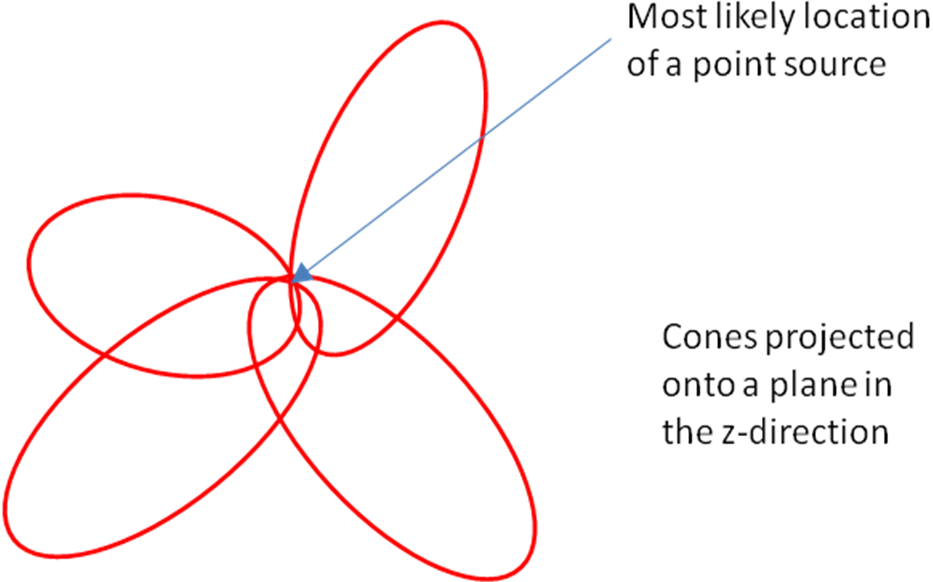 Most likely location
of a point source
Cones projected
onto a plane in
the z-direction